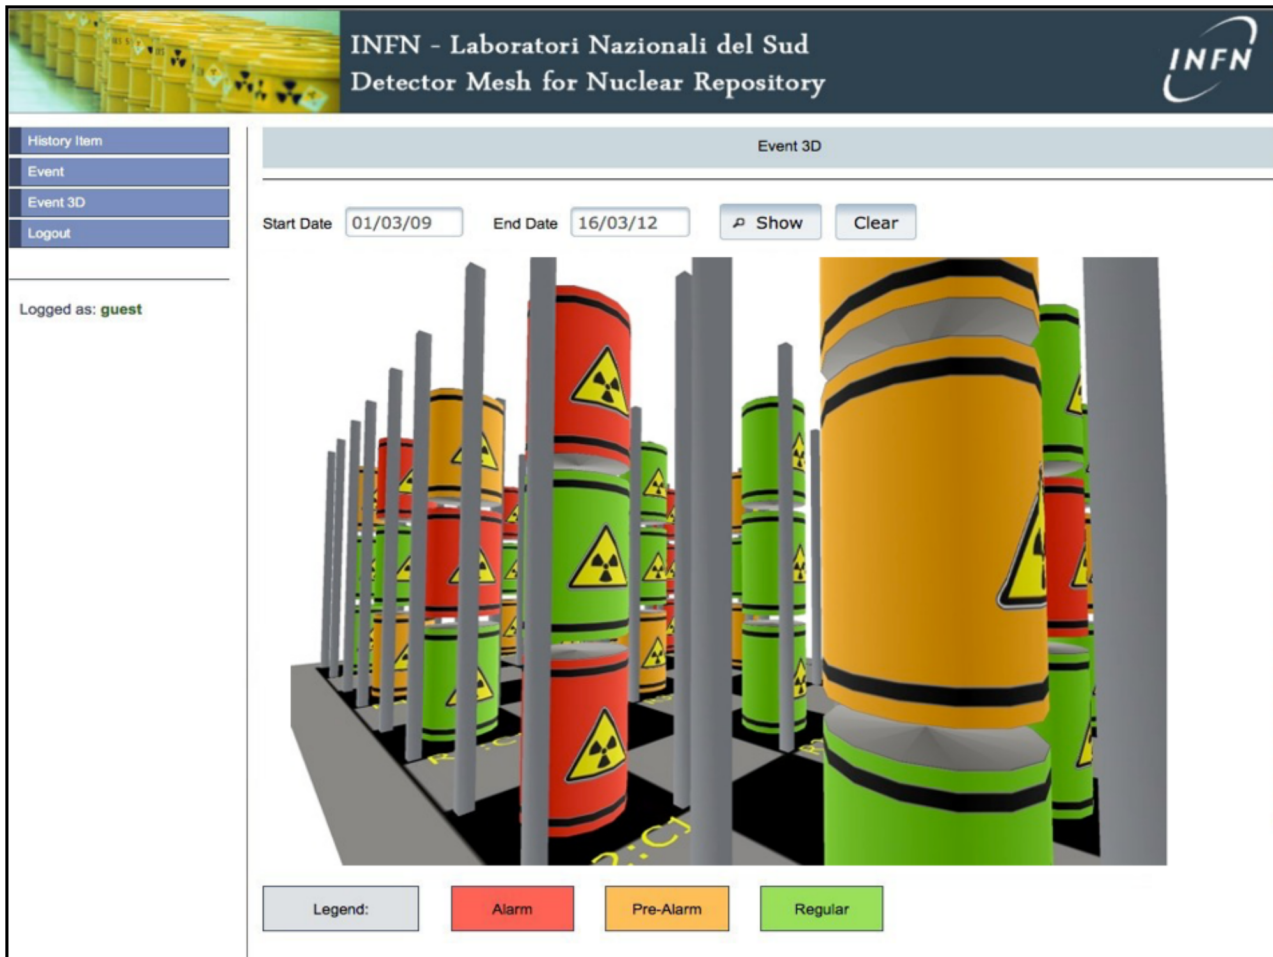 INFN - Laboratori Nazionali del Sud
Detector Mesh for Nuclear Repository
INFN
History Item
Event
Event 3D
Logout
Logged as: guest
Event 3D
Start Date 01/03/09 End Date 16/03/12 Show Clear
Legend: Alarm Pre-Alarm Regular